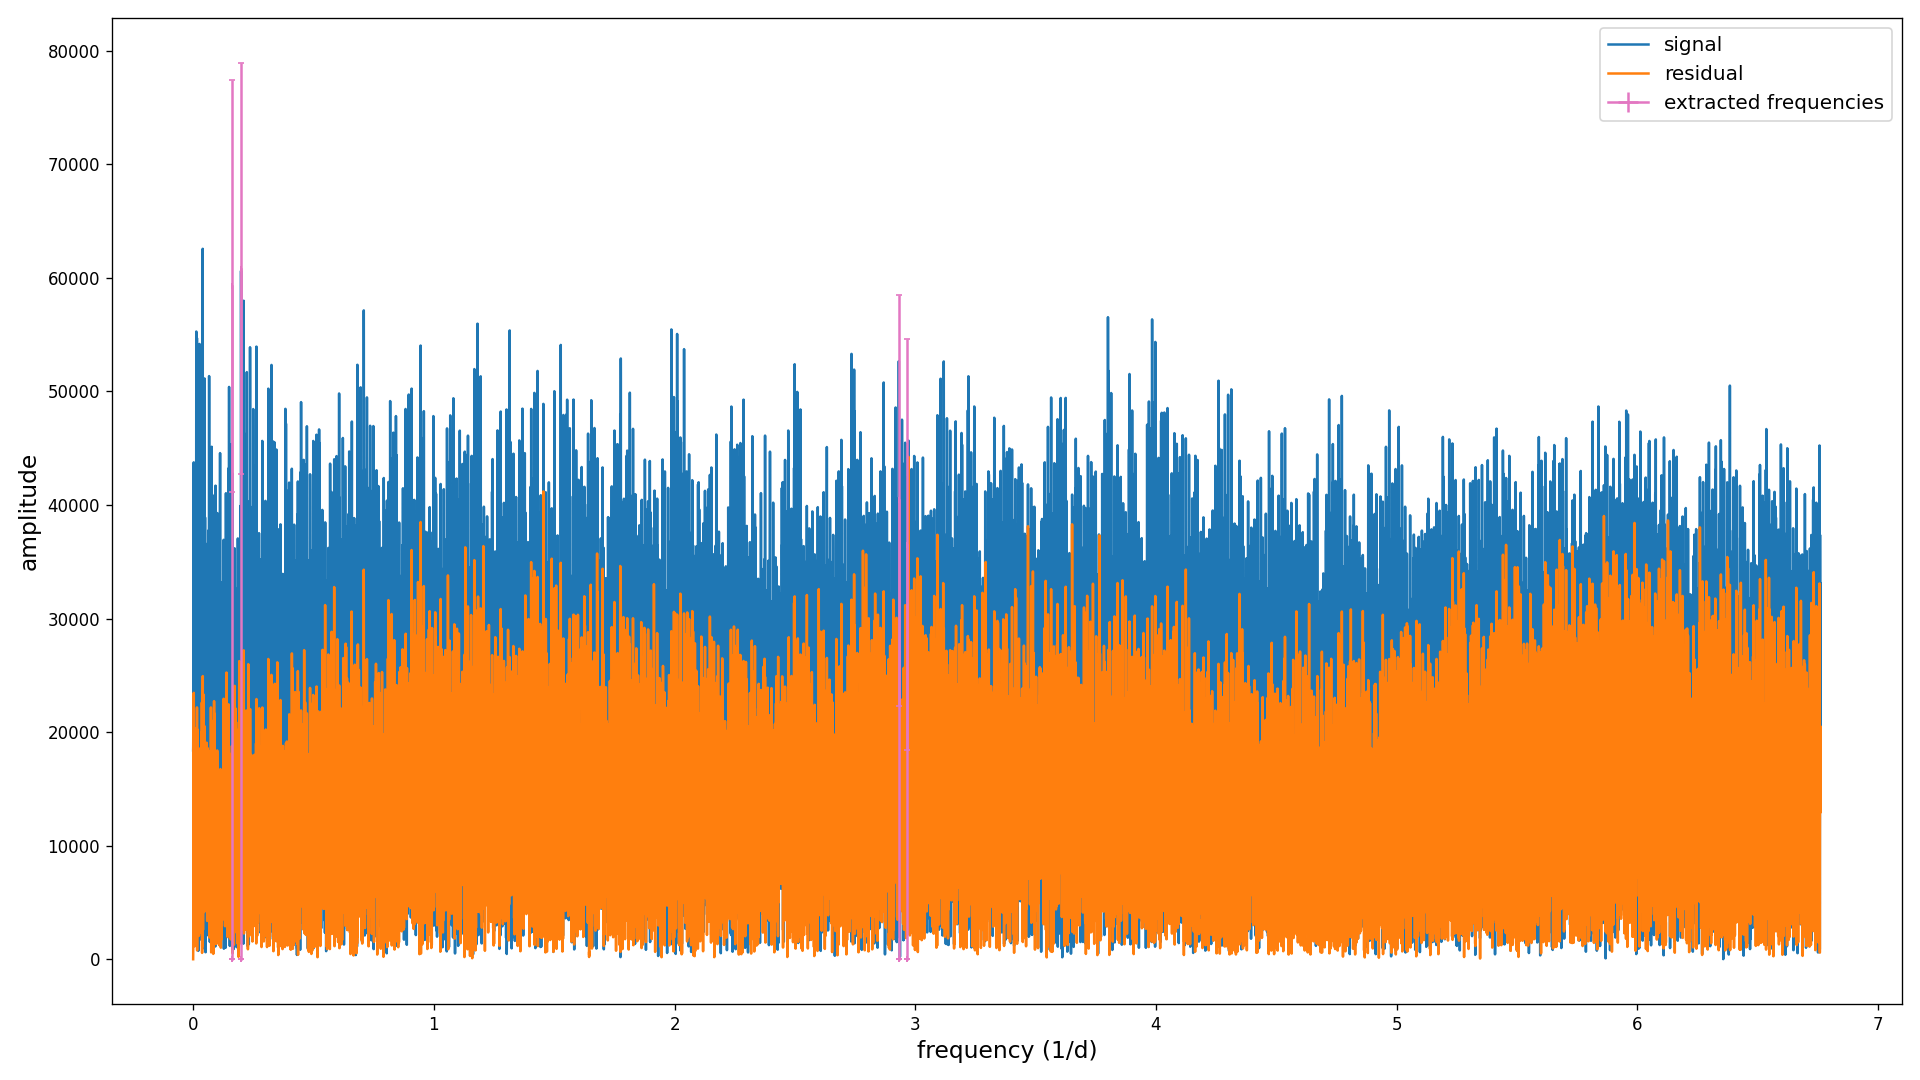 signal
residual
extracted frequencies
amplitude
80000
70000
60000
50000
40000
30000
20000
10000
0
0 1 2 3 4 5 6 7
frequency (1/d)